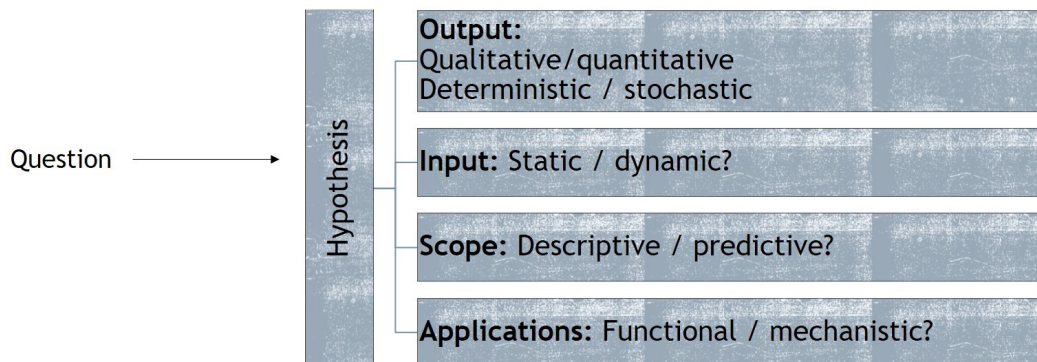 Question
Hypothesis
Output:
Qualitative/quantitative
Deterministic / stochastic
Input: Static / dynamic?
Scope: Descriptive / predictive?
Applications: Functional / mechanistic?